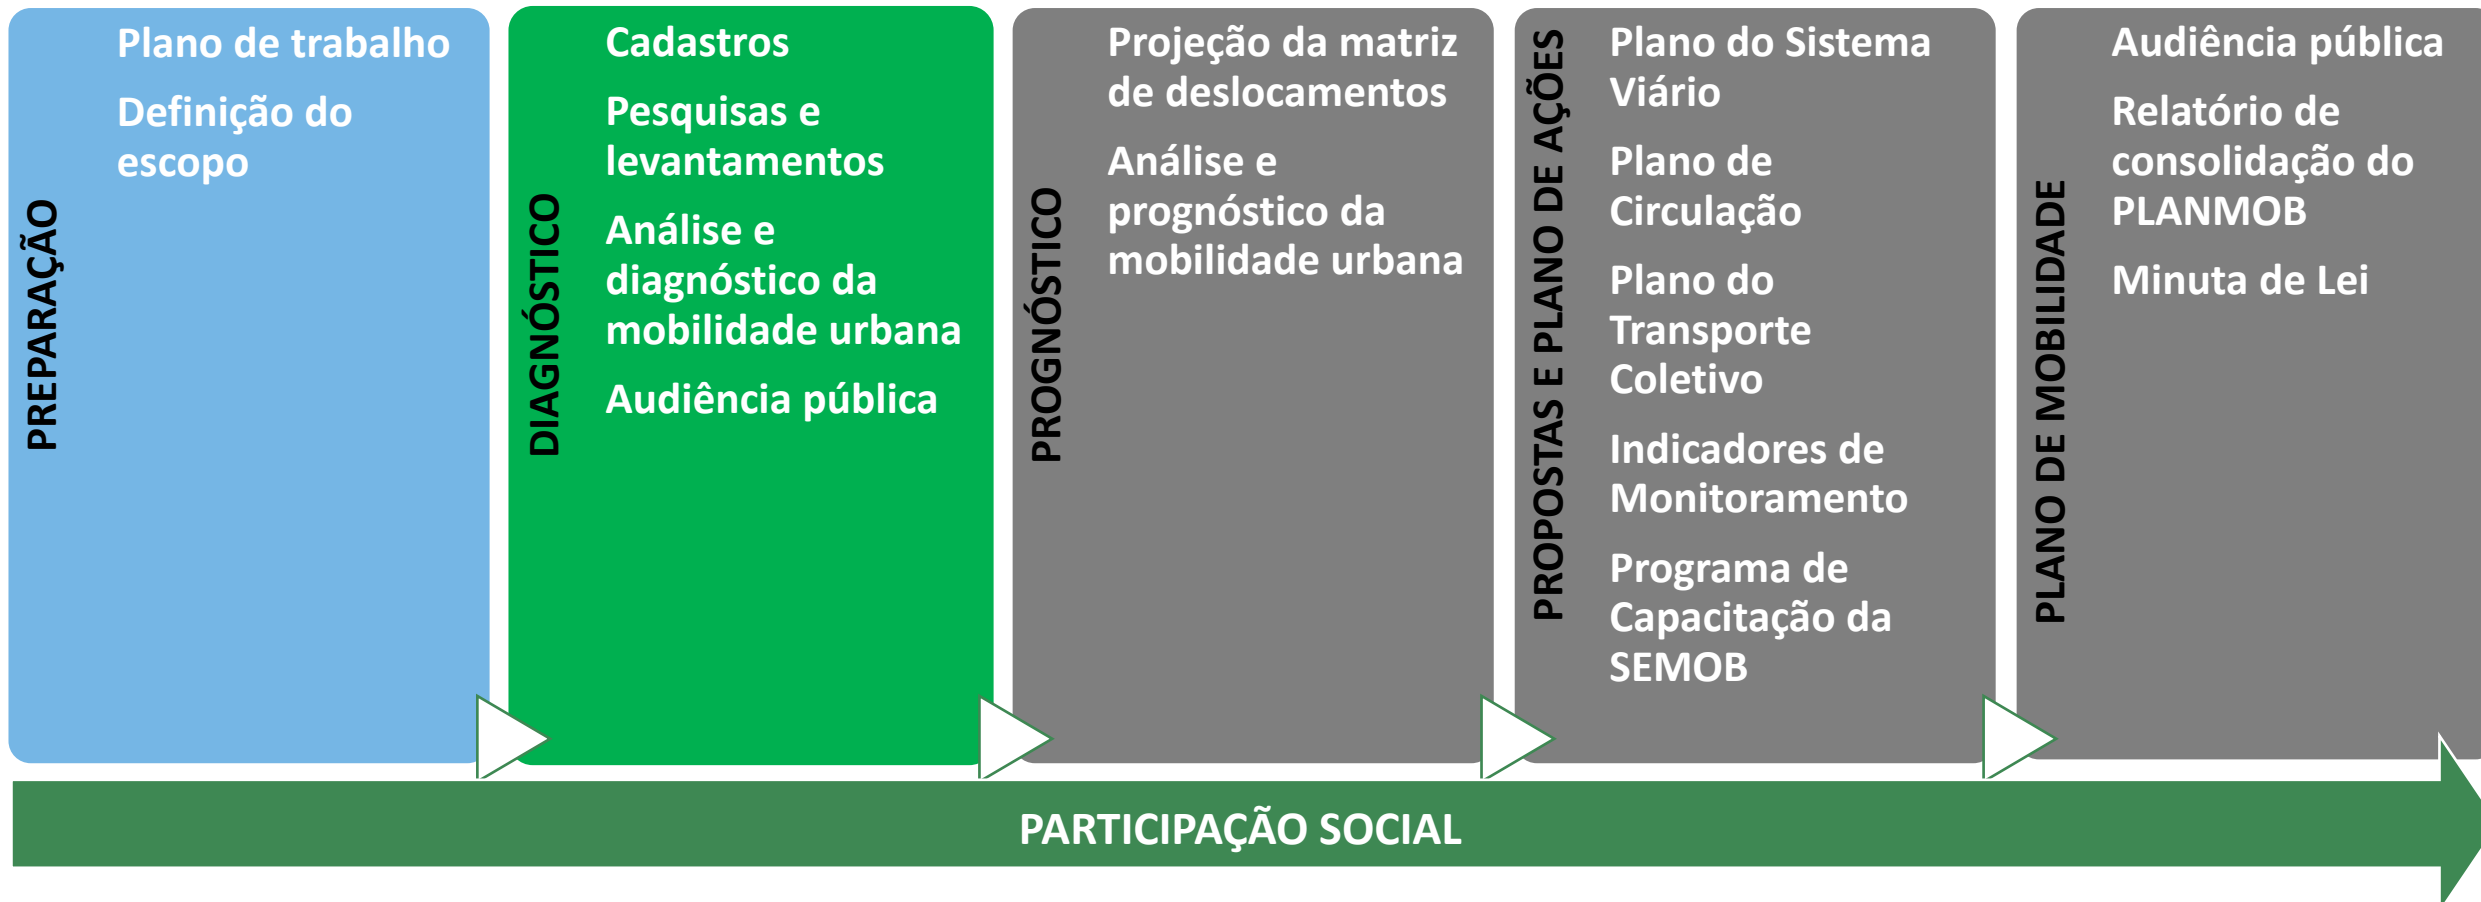 PREPARAÇÃO
Plano de trabalho
Definição do
escopo
DIAGNÓSTICO
Cadastros
Pesquisas e
levantamentos
Análise e
diagnóstico da
mobilidade urbana
Audiência pública
PROGNÓSTICO
Projeção da matriz
de deslocamentos
Análise e
prognóstico da
mobilidade urbana
PROPOSTAS E PLANO DE AÇÕES
Plano do Sistema
Viário
Plano de
Circulação
Plano do
Transporte
Coletivo
Indicadores de
Monitoramento
Programa de
Capacitação da
SEMOB
PLANO DE MOBILIDADE
Audiência pública
Relatório de
consolidação do
PLANMOB
Minuta de Lei
PARTICIPAÇÃO SOCIAL